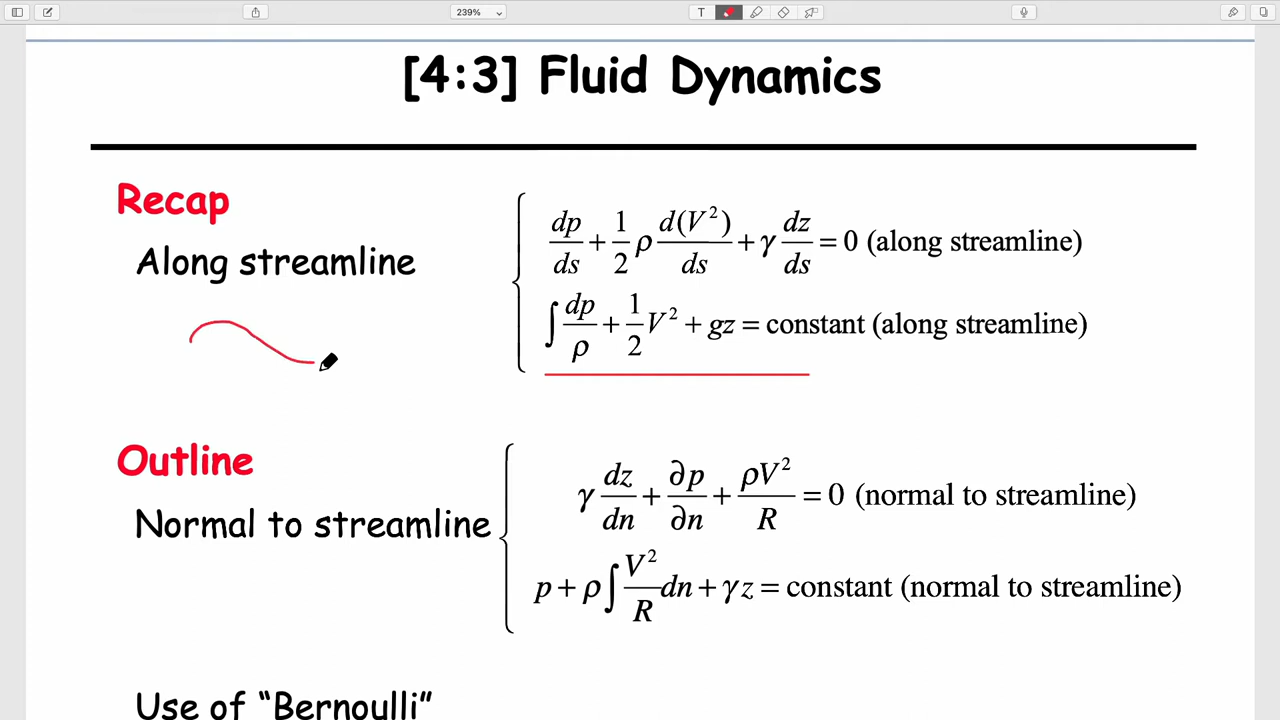 239%
T
[4:3] Fluid Dynamics
Recap
Along streamline
dp/ds + 1/2 ρ d(V²)/ds + γ dz/ds = 0 (along streamline)
∫ dp/ρ + 1/2 V² + gz = constant (along streamline)
Outline
Normal to streamline
γ dz/dn + ∂p/∂n + ρV²/R = 0 (normal to streamline)
p + ρ ∫ V²/R dn + γ z = constant (normal to streamline)
Use of “Bernoulli”